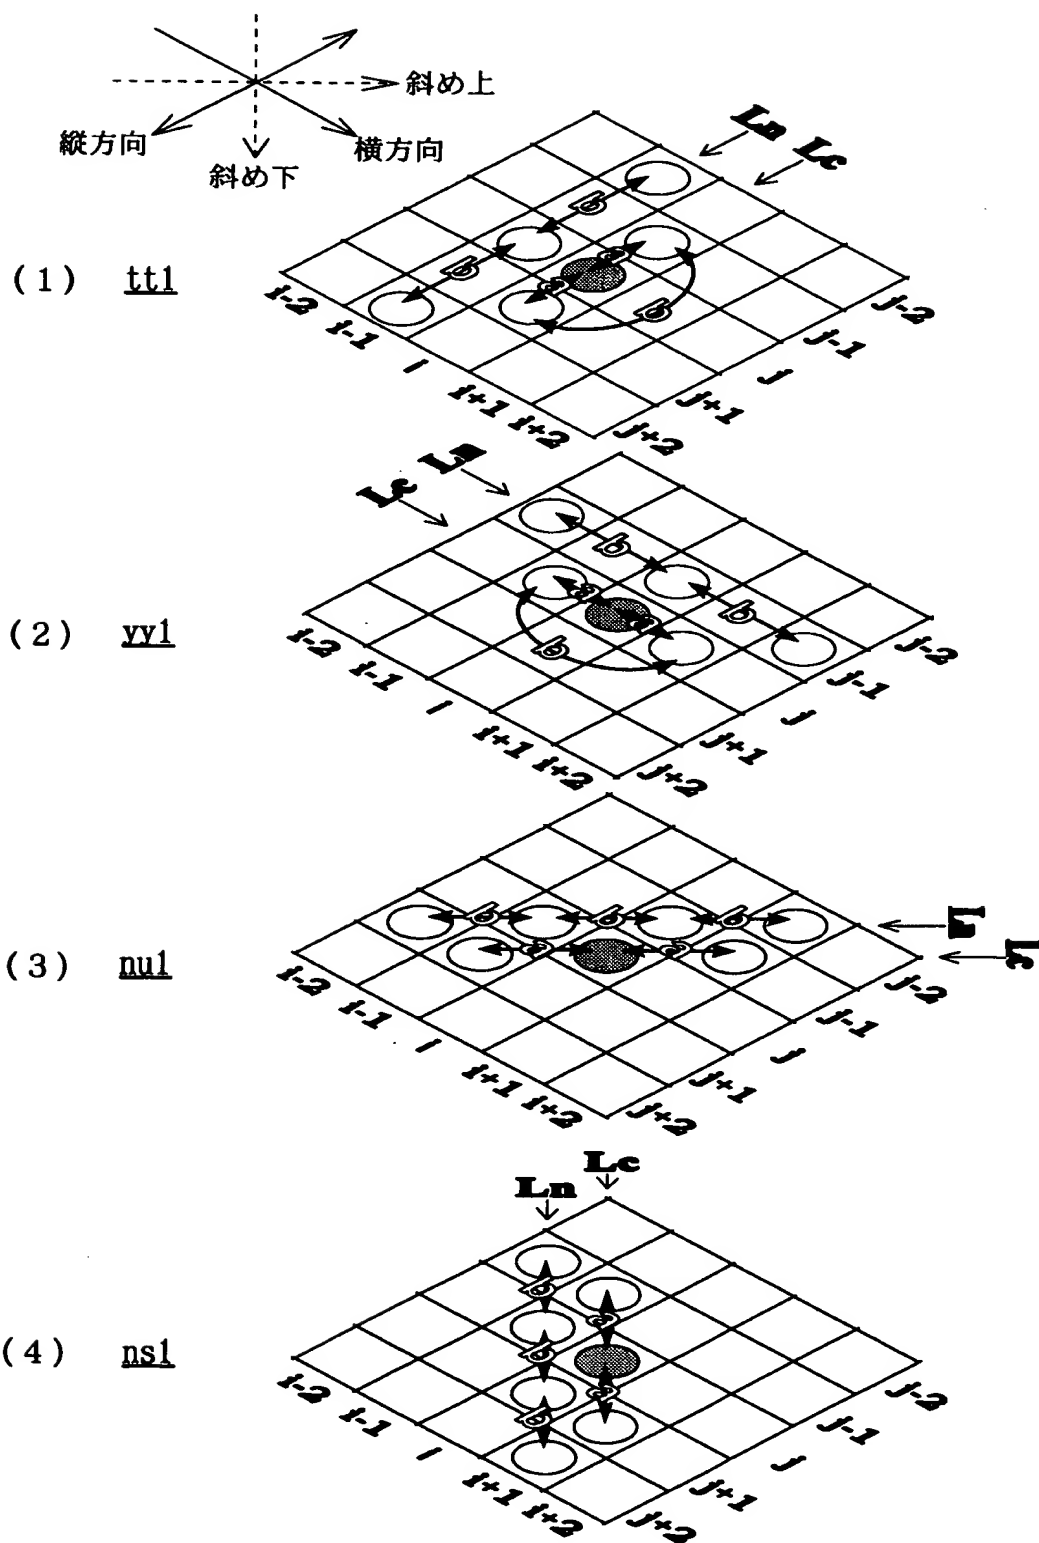 斜め上
縦方向
横方向
斜め下
Ln Lc
b
b
a
a
b
(1) tt1
i-2
i-1
i
i+1
i+2
j-2
j-1
j
j+1
j+2
Lc Ln
b
b
a
a
b
(2) yy1
i-2
i-1
i
i+1
i+2
j-2
j-1
j
j+1
j+2
Ln
Lc
b b b
a a
(3) nu1
i-2
i-1
i
i+1
i+2
j-2
j-1
j
j+1
j+2
Lc
Ln
b
a
b
a
b
(4) ns1
i-2
i-1
i
i+1
i+2
j-2
j-1
j
j+1
j+2